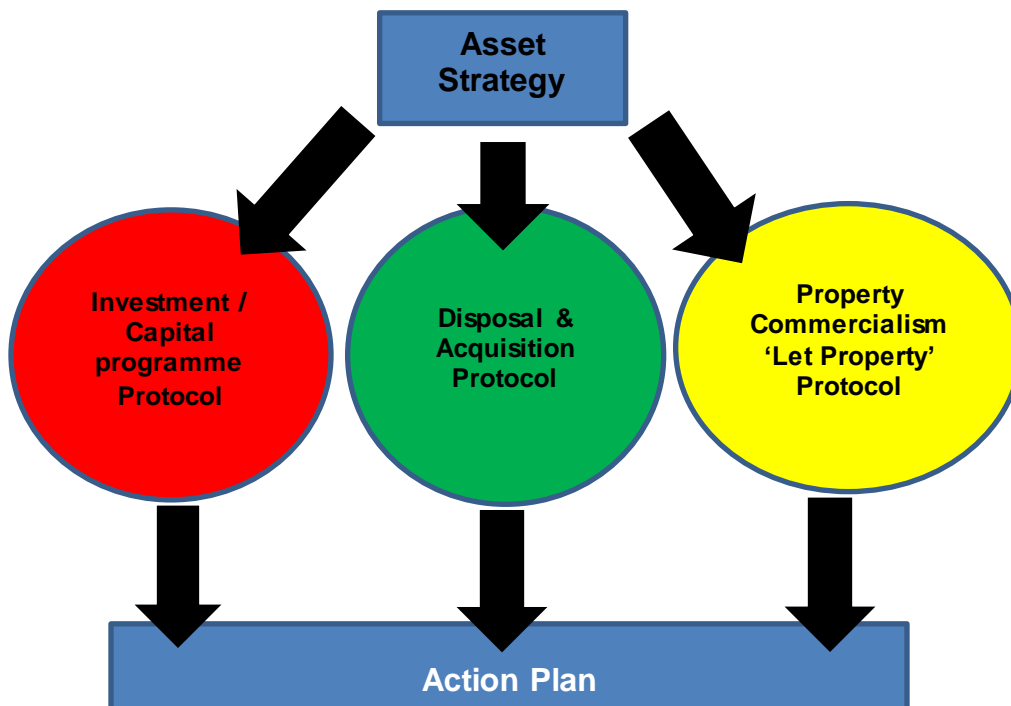 Asset
Strategy
Investment /
Capital
programme
Protocol
Disposal &
Acquisition
Protocol
Property
Commercialism
‘Let Property’
Protocol
Action Plan